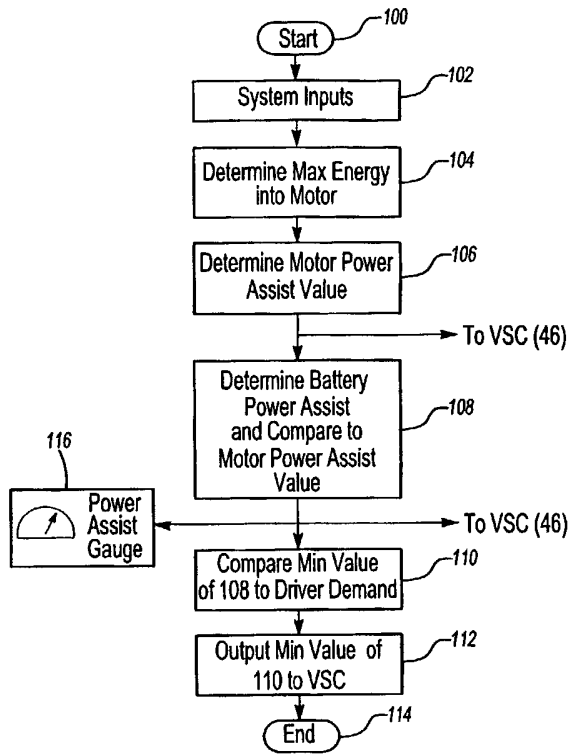 Start
100
System Inputs
102
Determine Max Energy
into Motor
104
Determine Motor Power
Assist Value
106
To VSC (46)
Determine Battery
Power Assist
and Compare to
Motor Power Assist
Value
108
116
Power
Assist
Gauge
To VSC (46)
Compare Min Value
of 108 to Driver Demand
110
Output Min Value of
110 to VSC
112
End
114